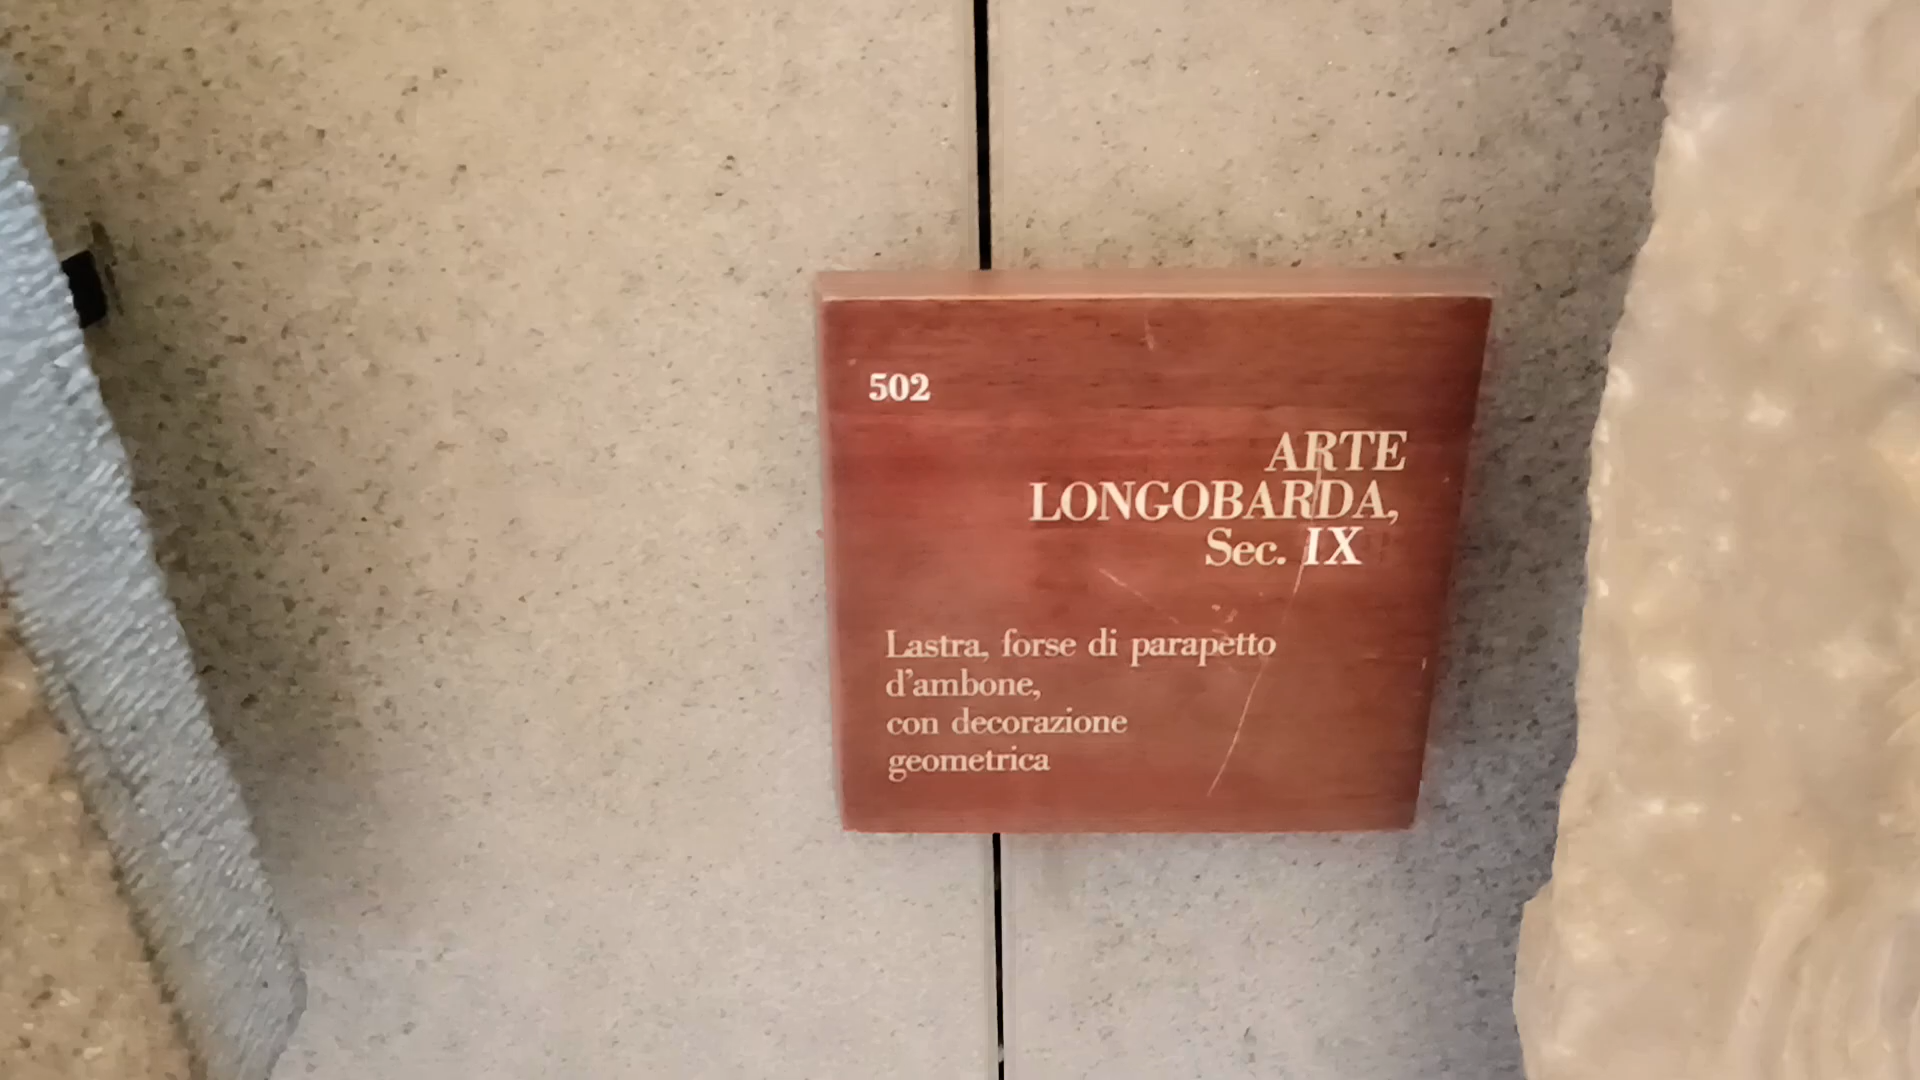 502
ARTE
LONGOBARDA,
Sec. IX
Lastra, forse di parapetto
d'ambone,
con decorazione
geometrica